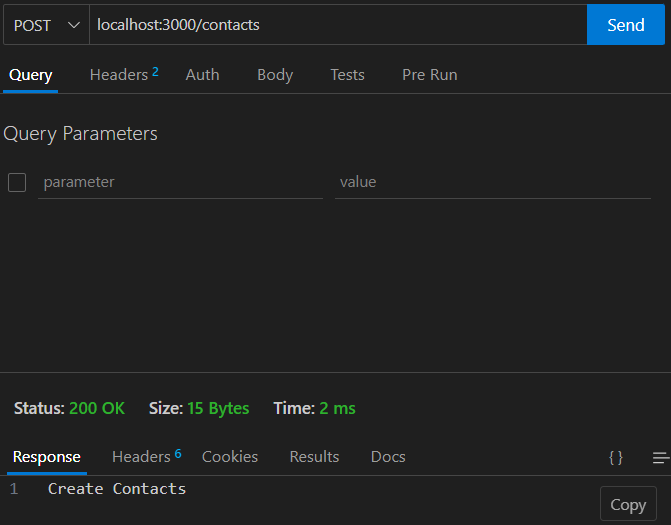 POST localhost:3000/contacts Send
Query Headers 2 Auth Body Tests Pre Run
Query Parameters
parameter value
Status: 200 OK Size: 15 Bytes Time: 2 ms
Response Headers 6 Cookies Results Docs { }
1 Create Contacts
Copy